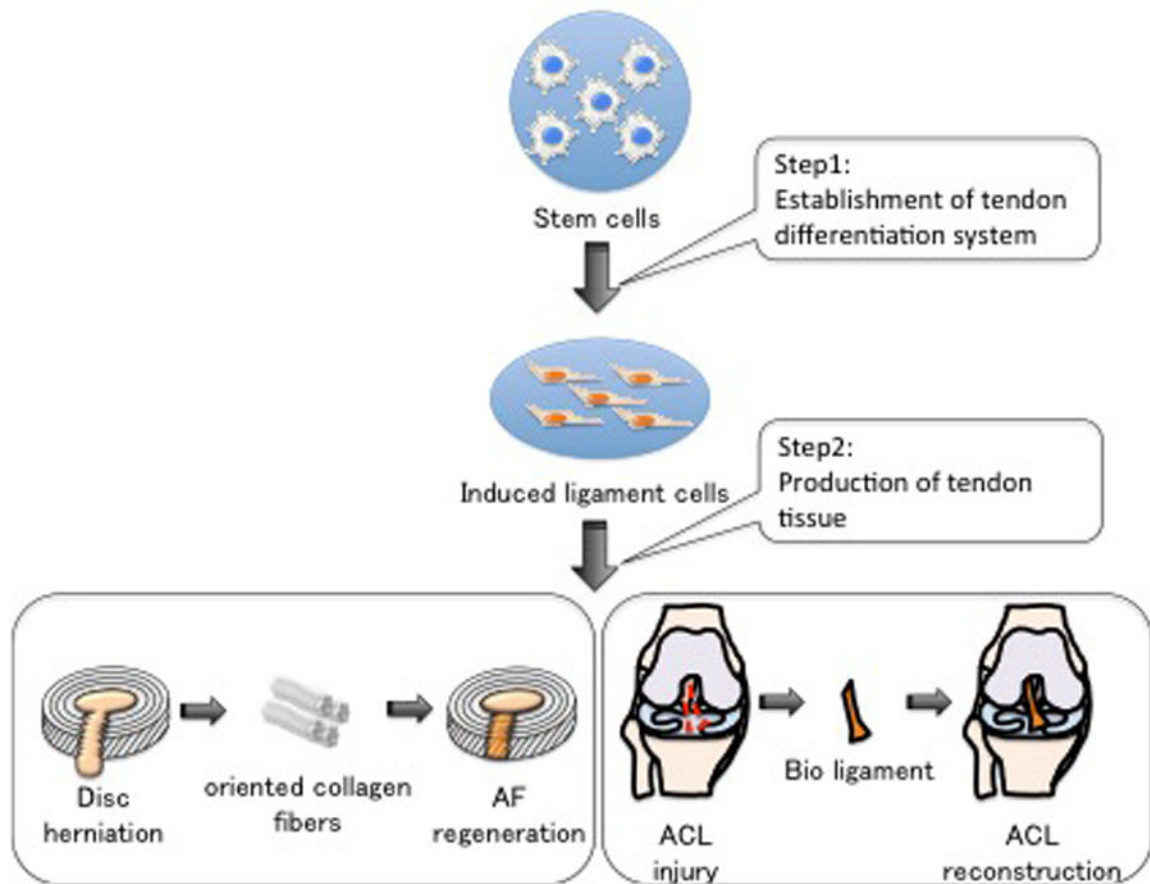 Stem cells
Step1:
Establishment of tendon
differentiation system
Induced ligament cells
Step2:
Production of tendon
tissue
Disc
herniation
oriented collagen
fibers
AF
regeneration
ACL
injury
Bio ligament
ACL
reconstruction